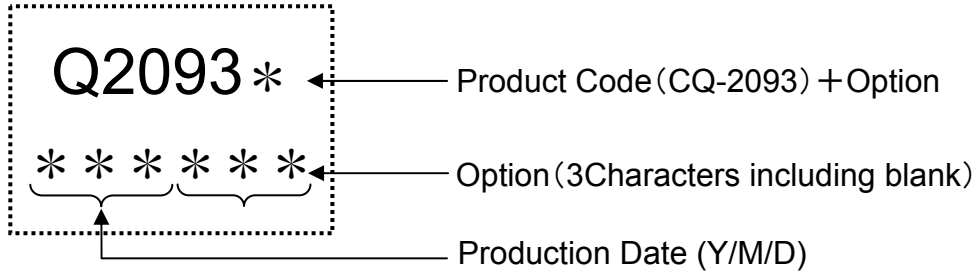 Q2093＊
Product Code（CQ-2093）＋Option
＊＊＊＊＊＊
Option（3Characters including blank）
Production Date (Y/M/D)